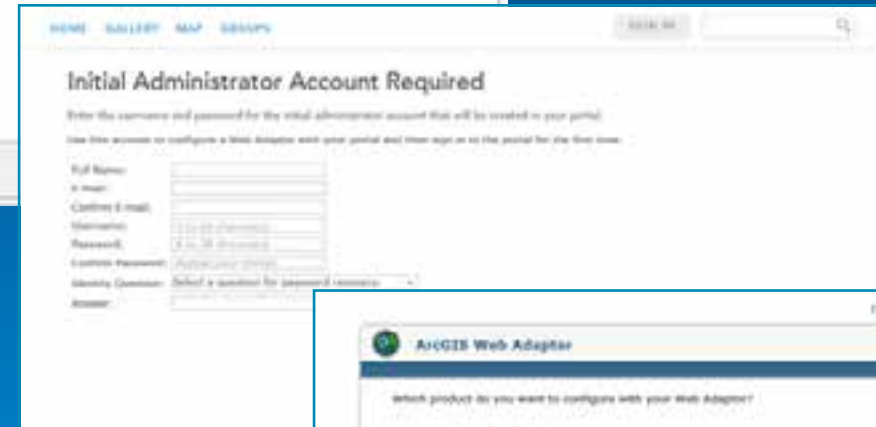 HOME GALLERY MAP GROUPS
SIGN IN
Initial Administrator Account Required
Enter the username and password for the initial administrator account that will be created in your portal.
Use this account to configure a Web Adaptor with your portal and then sign in to the portal for the first time.
Full Name:
E-mail:
Confirm E-mail:
Username:
Password:
Confirm Password:
Identity Question: Select a question for password recovery
Answer:
ArcGIS Web Adaptor
Which product do you want to configure with your Web Adaptor?